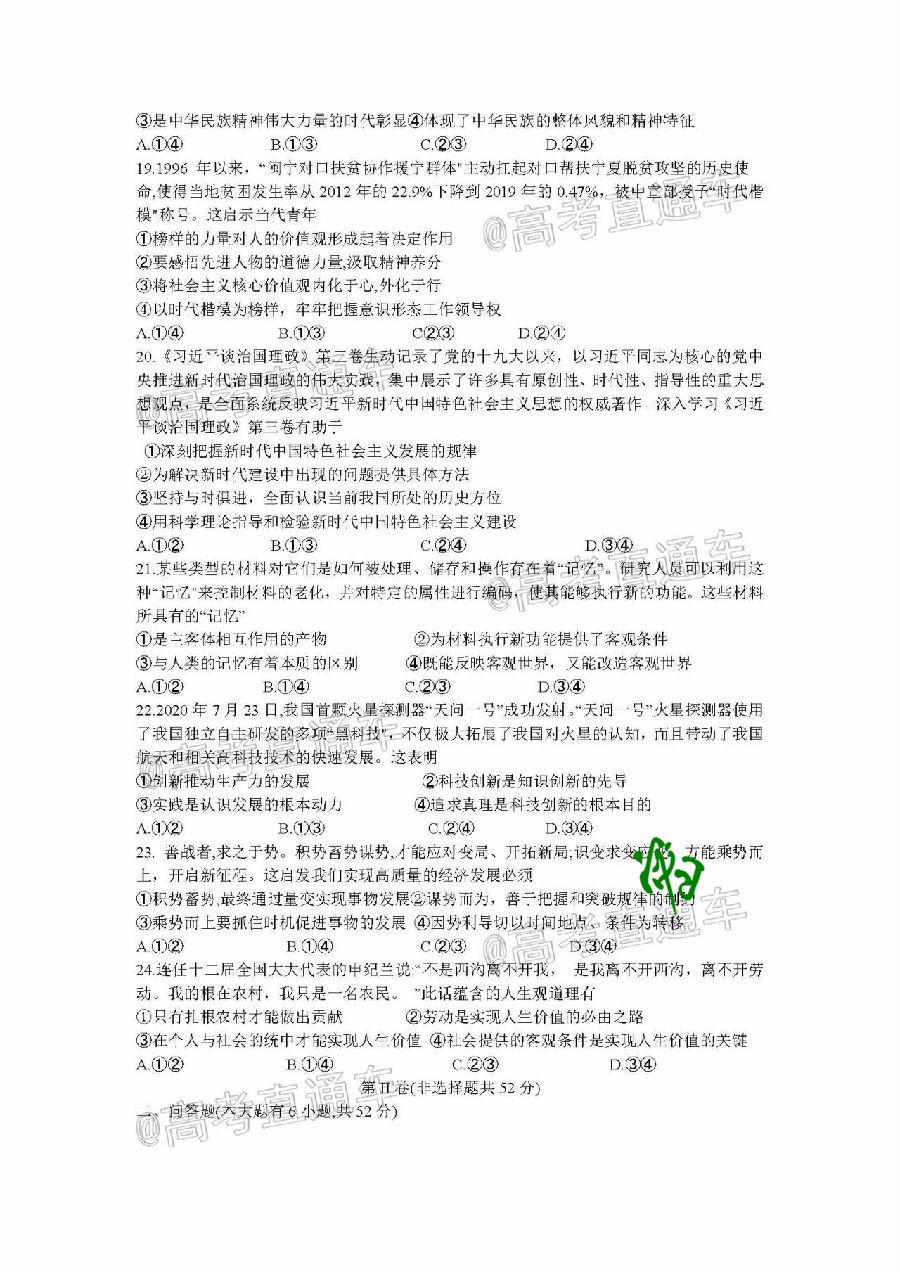 ③是中华民族精神伟大力量的时代彰显④体现了中华民族的整体风貌和精神特征
A.①④ B.①③ C.②③ D.②④
19.1996 年以来，“闽宁对口扶贫协作援宁群体"主动扛起对口帮扶宁夏脱贫攻坚的历史使
命,使得当地贫困发生率从 2012 年的 22.9%下降到 2019 年的 0.47%，被中宣部授予“时代楷
模"称号。这启示当代青年
①榜样的力量对人的价值观形成起着决定作用
②要感悟先进人物的道德力量,汲取精神养分
③将社会主义核心价值观内化于心,外化于行
④以时代楷模为榜样，牢牢把握意识形态工作领导权
A.①④ B.①③ C②③ D.②④
20.《习近平谈治国理政》第三卷生动记录了党的十九大以来，以习近平同志为核心的党中
央推进新时代治国理政的伟大实践，集中展示了许多具有原创性、时代性、指导性的重大思
想观点，是全面系统反映习近平新时代中国特色社会主义思想的权威著作。深入学习《习近
平谈治国理政》第三卷有助于
①深刻把握新时代中国特色社会主义发展的规律
②为解决新时代建设中出现的问题提供具体方法
③坚持与时俱进，全面认识当前我国所处的历史方位
④用科学理论指导和检验新时代中国特色社会主义建设
A.①② B.①③ C.②④ D.③④
21.某些类型的材料对它们是如何被处理、储存和操作存在着“记忆”。研究人员可以利用这
种“记忆"来控制材料的老化，并对特定的属性进行编码，使其能够执行新的功能。这些材料
所具有的“记忆”
①是主客体相互作用的产物 ②为材料执行新功能提供了客观条件
③与人类的记忆有着本质的区别 ④既能反映客观世界，又能改造客观世界
A.①② B.①④ C.②③ D.③④
22.2020 年 7 月 23 日,我国首颗火星探测器“天问一号”成功发射。“天问一号”火星探测器使用
了我国独立自主研发的多项“黑科技”，不仅极大拓展了我国对火星的认知，而且带动了我国
航天和相关高科技技术的快速发展。这表明
①创新推动生产力的发展 ②科技创新是知识创新的先导
③实践是认识发展的根本动力 ④追求真理是科技创新的根本目的
A.①② B.①③ C.②④ D.③④
23. 善战者,求之于势。积势蓄势谋势,才能应对变局、开拓新局;识变求变应变，方能乘势而
上，开启新征程。这启发我们实现高质量的经济发展必须
①积势蓄势,最终通过量变实现事物发展②谋势而为，善于把握和突破规律的制约
③乘势而上要抓住时机促进事物的发展 ④因势利导切以时间地点、条件为转移
A.①② B.①④ C.②③ D.③④
24.连任十二届全国大大代表的申纪兰说:“不是西沟离不开我， 是我离不开西沟，离不开劳
动。我的根在农村，我只是一名农民。 ”此话蕴含的人生观道理有
①只有扎根农村才能做出贡献 ②劳动是实现人生价值的必由之路
③在个人与社会的统中才能实现人生价值 ④社会提供的客观条件是实现人生价值的关键
A.①② B.①④ C.②③ D.③④
第 II 卷(非选择题共 52 分)
二、问答题(本大题有 6 小题,共 52 分)
@高考直通车
@高考直通车
@高考直通车
@高考直通车
@高考直通车
@高考直通车